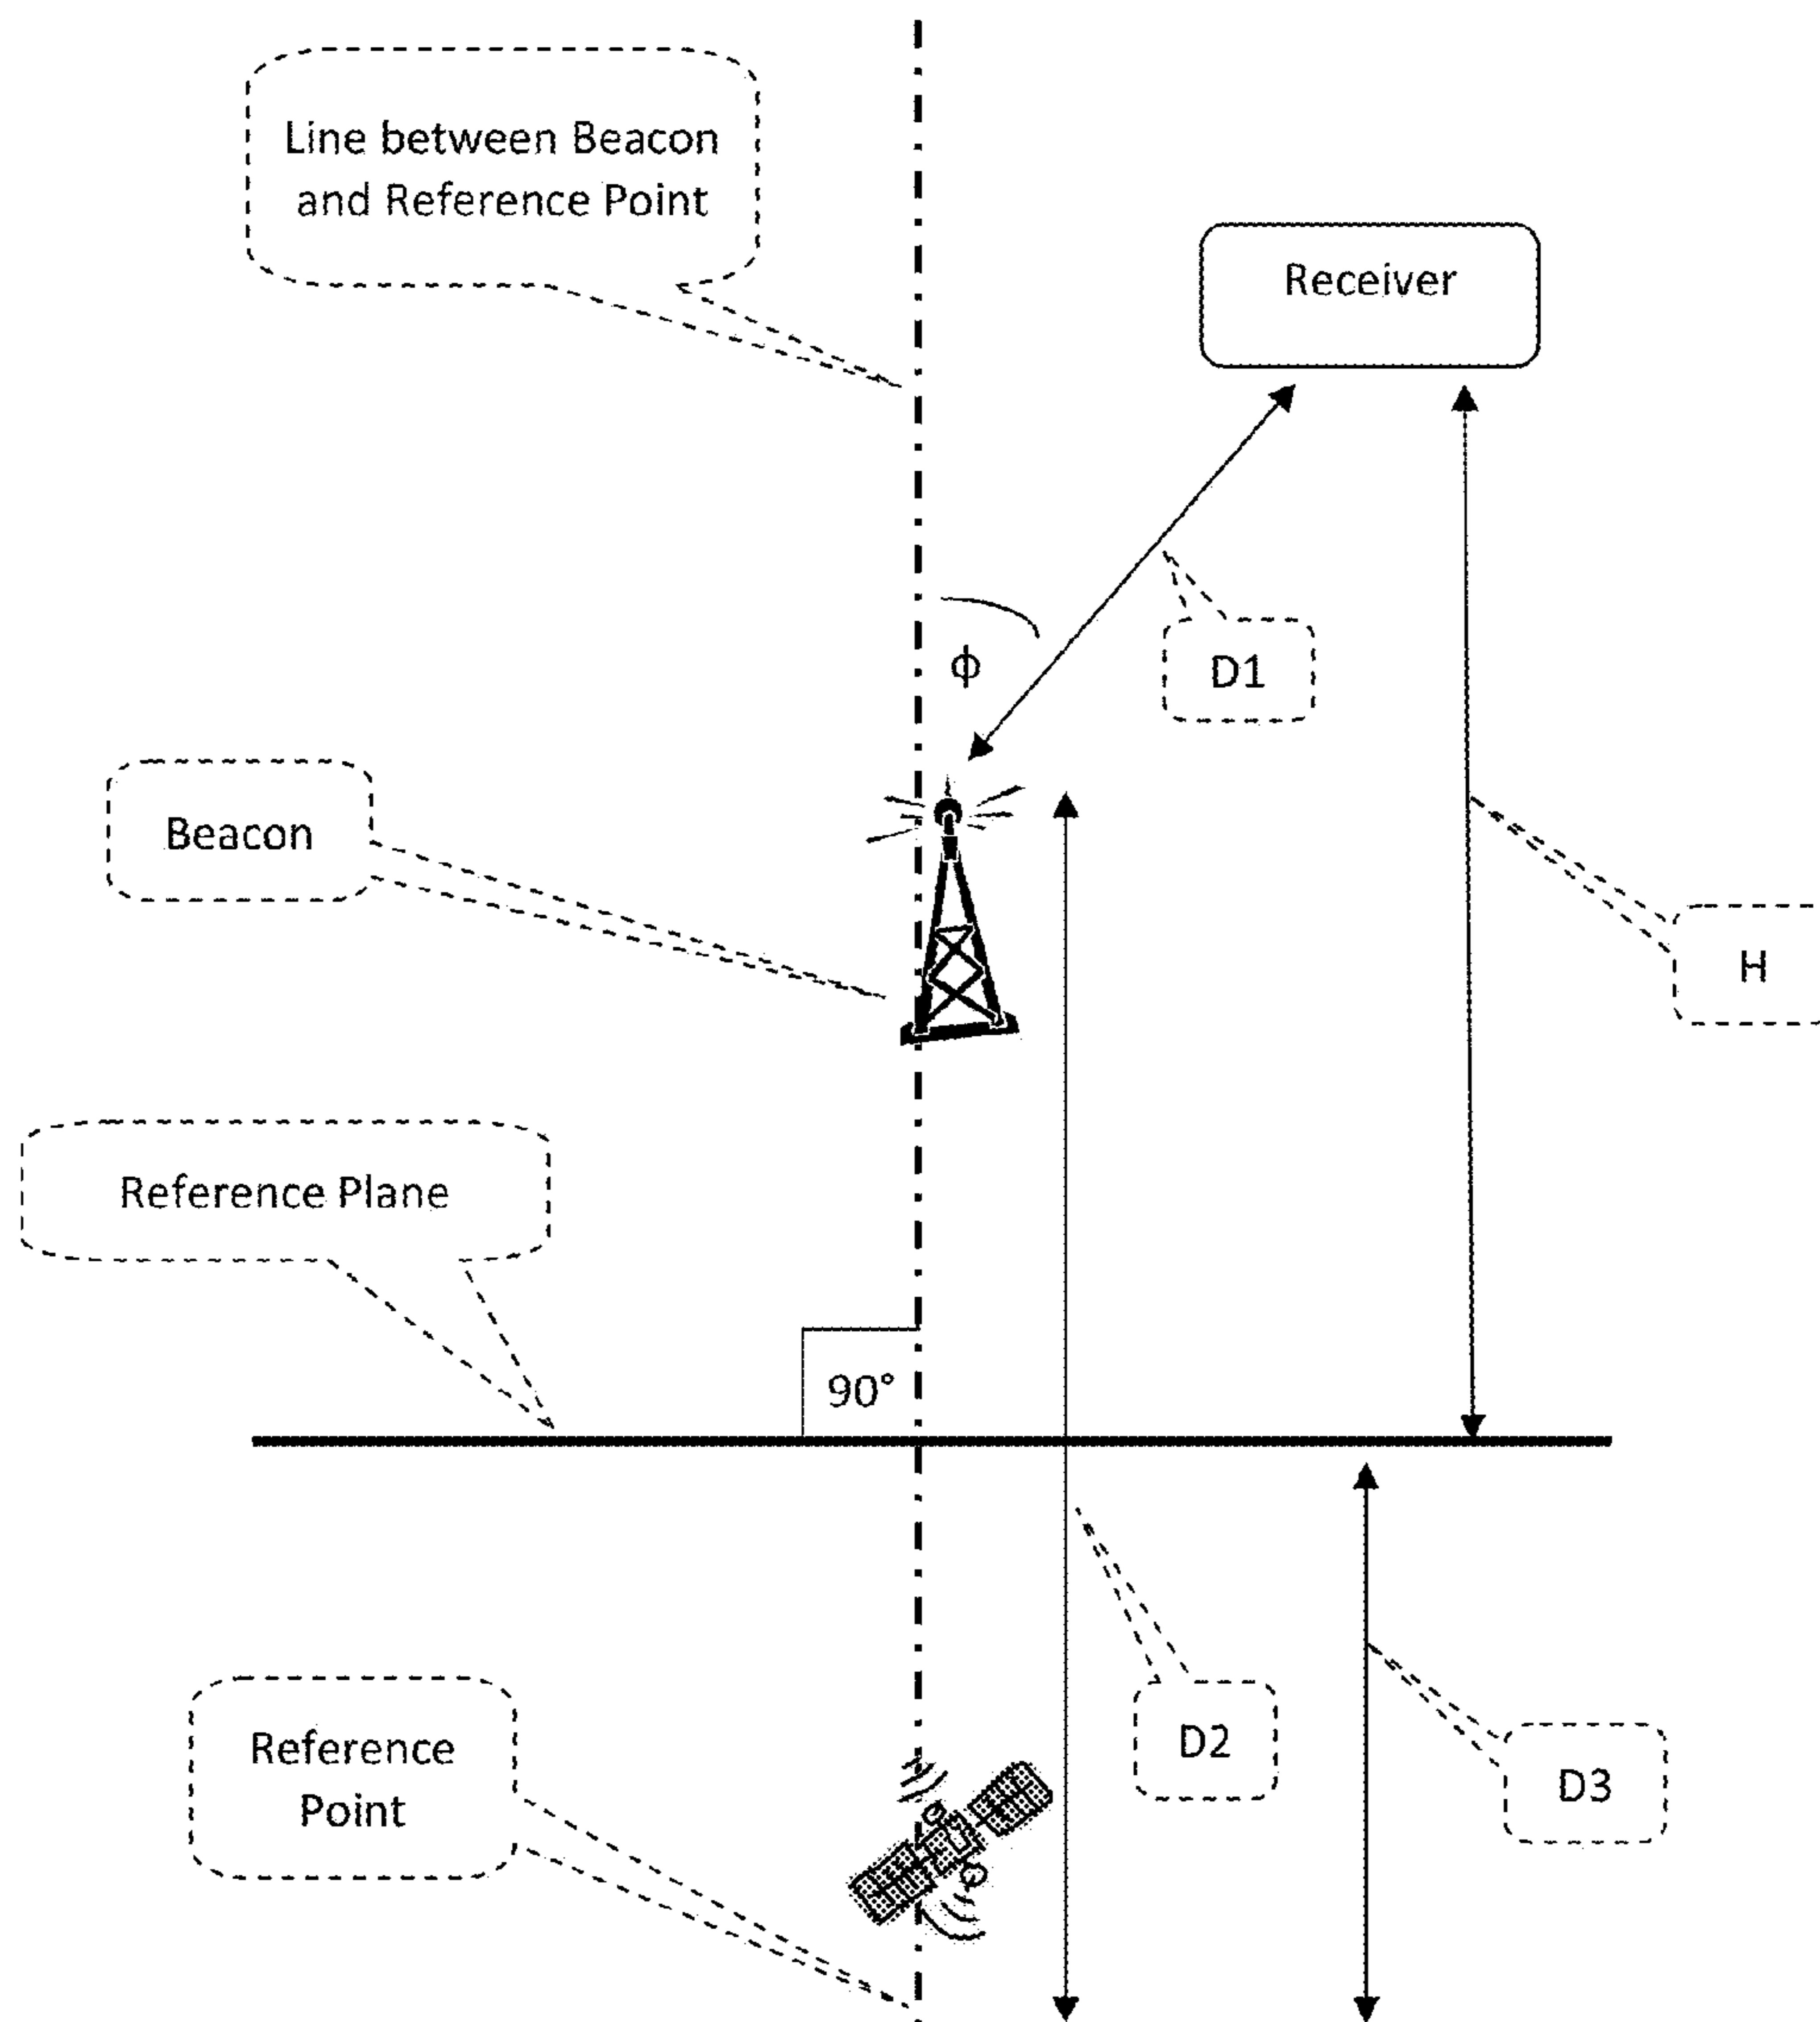 Line between Beacon
and Reference Point
Receiver
ϕ
D1
Beacon
H
Reference Plane
90°
D2
Reference
Point
D3